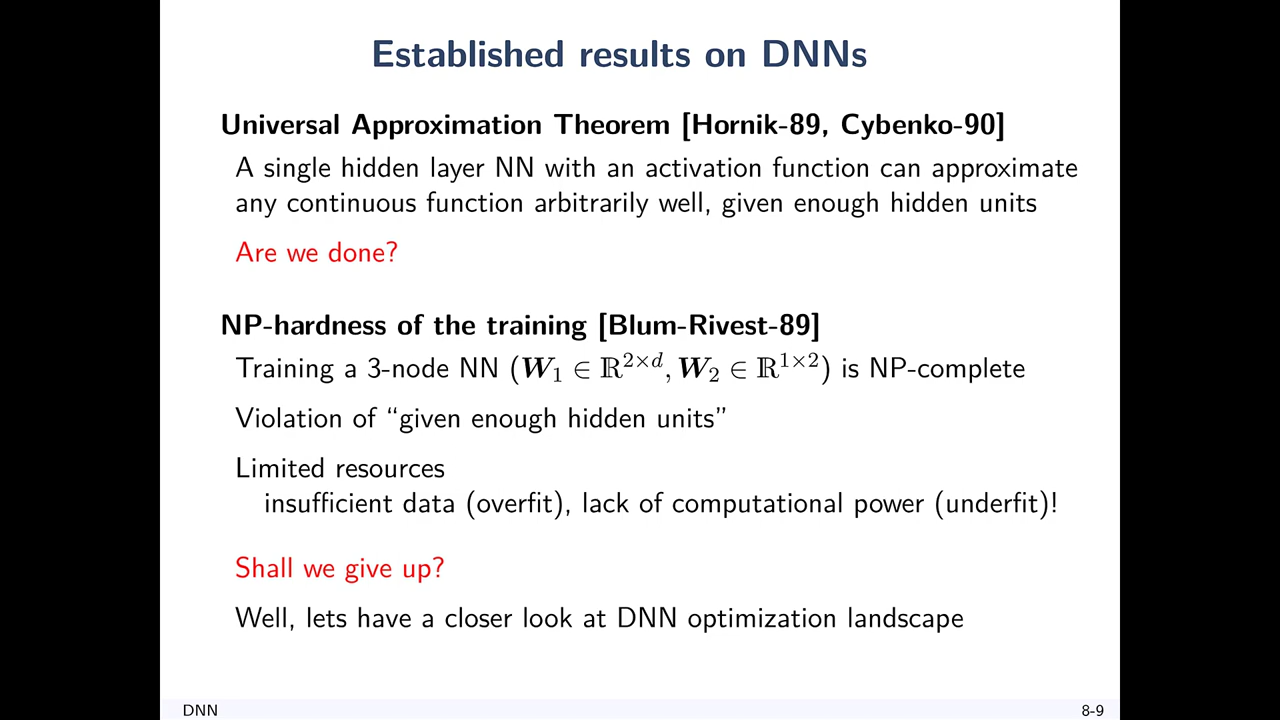 Established results on DNNs
Universal Approximation Theorem [Hornik-89, Cybenko-90]
A single hidden layer NN with an activation function can approximate
any continuous function arbitrarily well, given enough hidden units
Are we done?
NP-hardness of the training [Blum-Rivest-89]
Training a 3-node NN (W₁ ∈ ℝ²ˣᵈ, W₂ ∈ ℝ¹ˣ²) is NP-complete
Violation of “given enough hidden units”
Limited resources
insufficient data (overfit), lack of computational power (underfit)!
Shall we give up?
Well, lets have a closer look at DNN optimization landscape
DNN
8-9